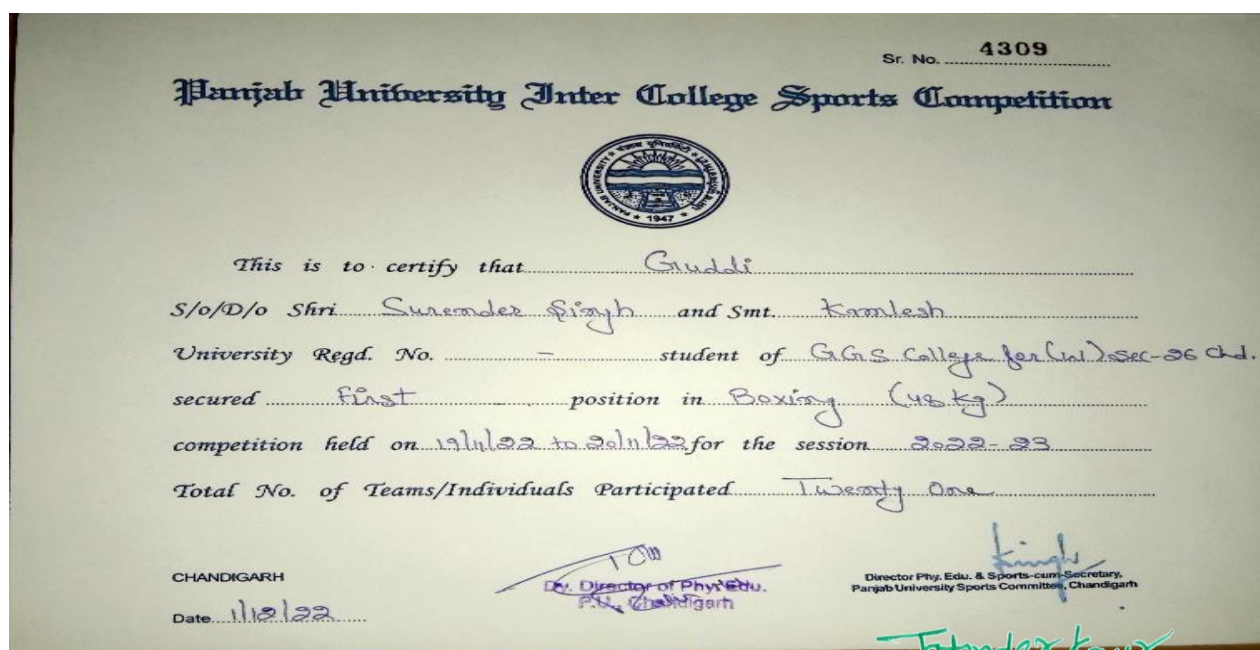 Sr. No. 4309
Panjab University Inter College Sports Competition
PANJAB UNIVERSITY
★ 1947 ★
This is to certify that Guddi
S/o/D/o Shri Surender Singh and Smt. Kamlesh
University Regd. No. – student of G.G.S College for (W) Sec-26 Chd.
secured First position in Boxing (48 kg)
competition held on 19/11/22 to 20/11/22 for the session 2022-23
Total No. of Teams/Individuals Participated Twenty One
CHANDIGARH
Dy. Director of Phy. Edu.
P.U., Chandigarh
Director Phy. Edu. & Sports-cum-Secretary,
Panjab University Sports Committee, Chandigarh
Date 1/12/22